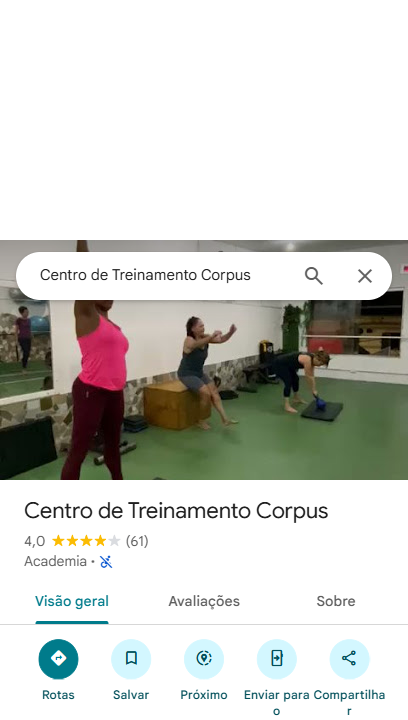 Centro de Treinamento Corpus
Centro de Treinamento Corpus
4,0 (61)
Academia ·
Visão geral Avaliações Sobre
Rotas Salvar Próximo Enviar para o Compartilhar